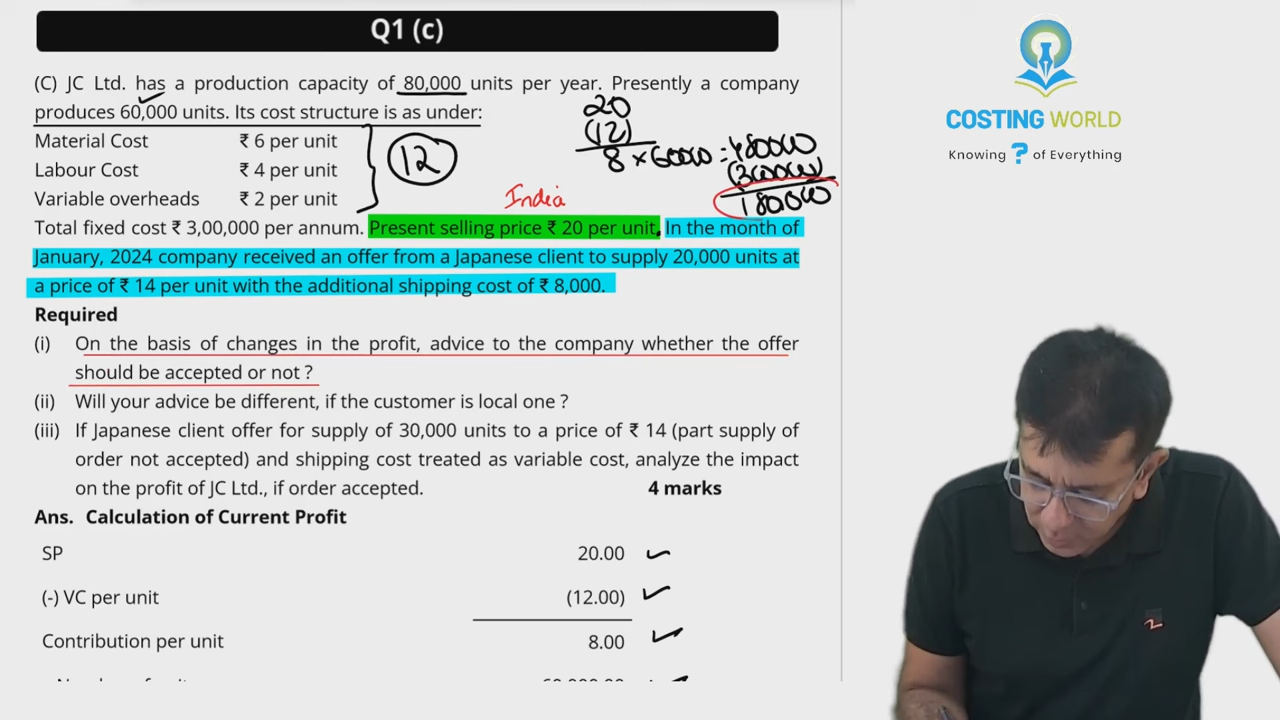 Q1 (c)
(C) JC Ltd. has a production capacity of 80,000 units per year. Presently a company
produces 60,000 units. Its cost structure is as under:
Material Cost ₹ 6 per unit
Labour Cost ₹ 4 per unit
Variable overheads ₹ 2 per unit
12
20
(12)
8 × 60000 = 480000
(300000)
180000
India
Total fixed cost ₹ 3,00,000 per annum. Present selling price ₹ 20 per unit. In the month of
January, 2024 company received an offer from a Japanese client to supply 20,000 units at
a price of ₹ 14 per unit with the additional shipping cost of ₹ 8,000.
Required
(i) On the basis of changes in the profit, advice to the company whether the offer
should be accepted or not ?
(ii) Will your advice be different, if the customer is local one ?
(iii) If Japanese client offer for supply of 30,000 units to a price of ₹ 14 (part supply of
order not accepted) and shipping cost treated as variable cost, analyze the impact
on the profit of JC Ltd., if order accepted. 4 marks
Ans. Calculation of Current Profit
SP 20.00
(-) VC per unit (12.00)
Contribution per unit 8.00
COSTING WORLD
Knowing ? of Everything